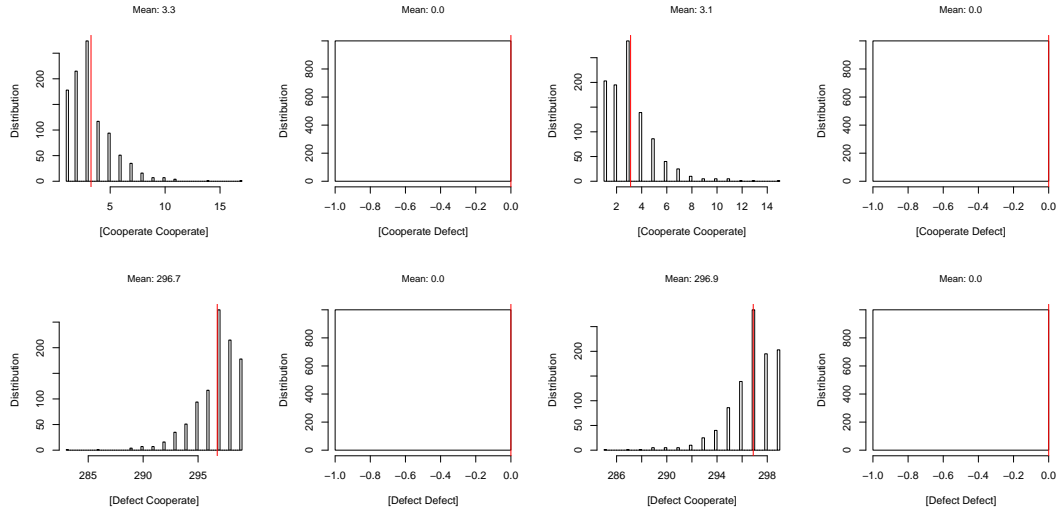 Mean: 3.3
Distribution
0 50 100 200
5 10 15
[Cooperate Cooperate]
Mean: 0.0
Distribution
0 200 400 600 800
−1.0 −0.8 −0.6 −0.4 −0.2 0.0
[Cooperate Defect]
Mean: 3.1
Distribution
0 50 100 200
2 4 6 8 10 12 14
[Cooperate Cooperate]
Mean: 0.0
Distribution
0 200 400 600 800
−1.0 −0.8 −0.6 −0.4 −0.2 0.0
[Cooperate Defect]
Mean: 296.7
Distribution
0 50 100 200
285 290 295
[Defect Cooperate]
Mean: 0.0
Distribution
0 200 400 600 800
−1.0 −0.8 −0.6 −0.4 −0.2 0.0
[Defect Defect]
Mean: 296.9
Distribution
0 50 100 200
286 290 294 298
[Defect Cooperate]
Mean: 0.0
Distribution
0 200 400 600 800
−1.0 −0.8 −0.6 −0.4 −0.2 0.0
[Defect Defect]